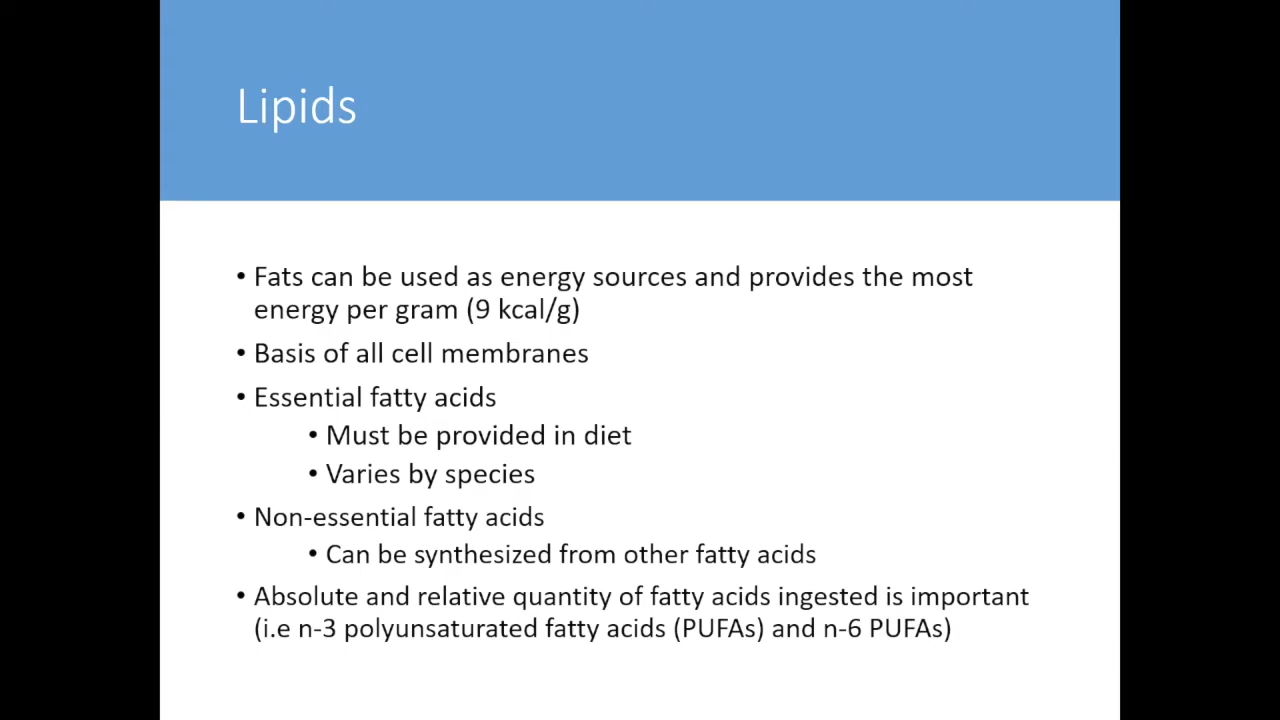 Lipids
• Fats can be used as energy sources and provides the most
energy per gram (9 kcal/g)
• Basis of all cell membranes
• Essential fatty acids
• Must be provided in diet
• Varies by species
• Non-essential fatty acids
• Can be synthesized from other fatty acids
• Absolute and relative quantity of fatty acids ingested is important
(i.e n-3 polyunsaturated fatty acids (PUFAs) and n-6 PUFAs)